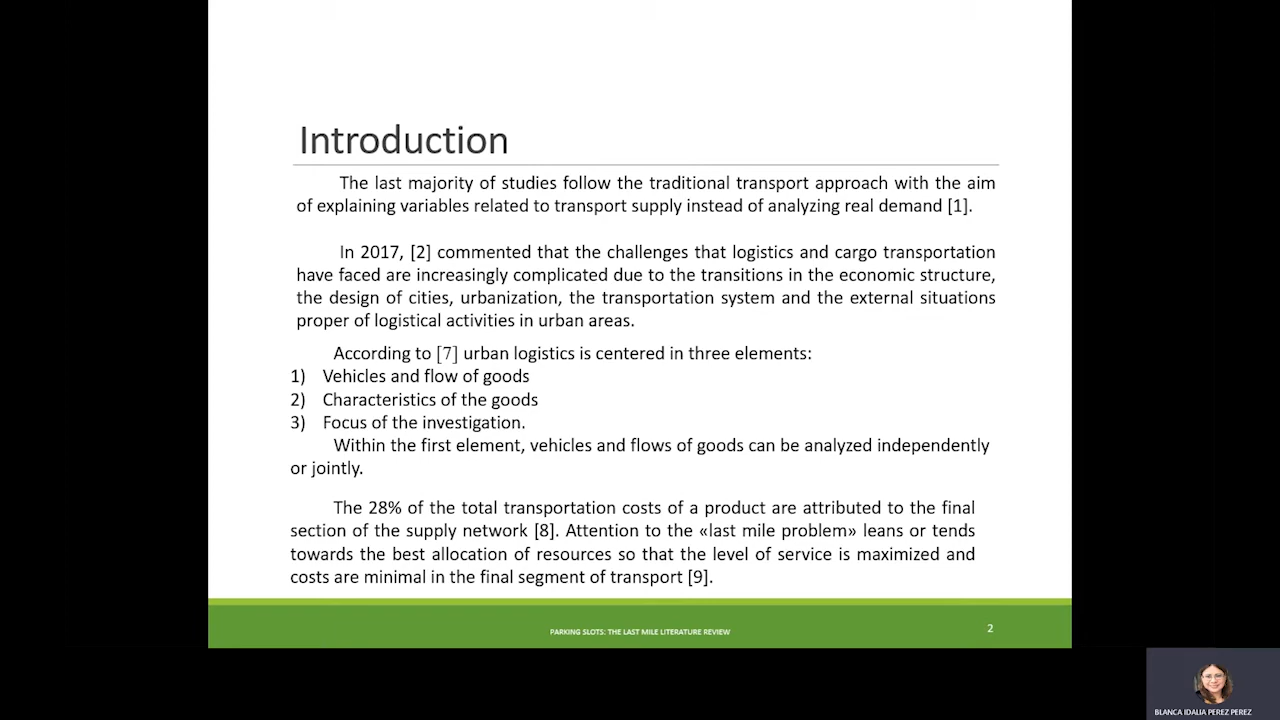 Introduction
The last majority of studies follow the traditional transport approach with the aim
of explaining variables related to transport supply instead of analyzing real demand [1].
In 2017, [2] commented that the challenges that logistics and cargo transportation
have faced are increasingly complicated due to the transitions in the economic structure,
the design of cities, urbanization, the transportation system and the external situations
proper of logistical activities in urban areas.
According to [7] urban logistics is centered in three elements:
1) Vehicles and flow of goods
2) Characteristics of the goods
3) Focus of the investigation.
Within the first element, vehicles and flows of goods can be analyzed independently
or jointly.
The 28% of the total transportation costs of a product are attributed to the final
section of the supply network [8]. Attention to the «last mile problem» leans or tends
towards the best allocation of resources so that the level of service is maximized and
costs are minimal in the final segment of transport [9].
PARKING SLOTS: THE LAST MILE LITERATURE REVIEW
2
BLANCA IDALIA PEREZ PEREZ